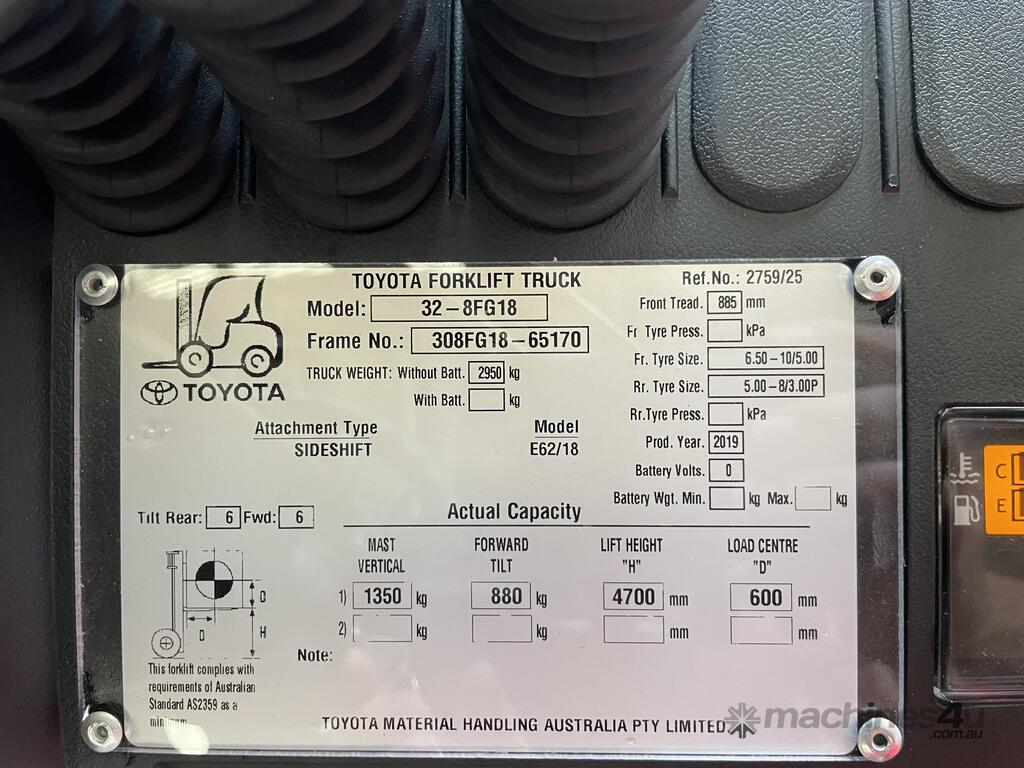 TOYOTA FORKLIFT TRUCK
Ref.No.: 2759/25
Model: 32-8FG18
Front Tread. 885 mm
Frame No.: 308FG18-65170
Fr Tyre Press. kPa
TOYOTA
TRUCK WEIGHT: Without Batt. 2950 kg
Fr. Tyre Size. 6.50-10/5.00
With Batt. kg
Rr. Tyre Size. 5.00-8/3.00P
Rr.Tyre Press. kPa
Attachment Type Model
SIDESHIFT E62/18
Prod. Year. 2019
Battery Volts. 0
Battery Wgt. Min. kg Max. kg
Tilt Rear: 6 Fwd: 6
Actual Capacity
MAST FORWARD LIFT HEIGHT LOAD CENTRE
VERTICAL TILT "H" "D"
1) 1350 kg 880 kg 4700 mm 600 mm
2) kg kg mm mm
D
D H
Note:
This forklift complies with
requirements of Australian
Standard AS2359 as a
minimum
TOYOTA MATERIAL HANDLING AUSTRALIA PTY LIMITED
C
E
machines4u
.com.au